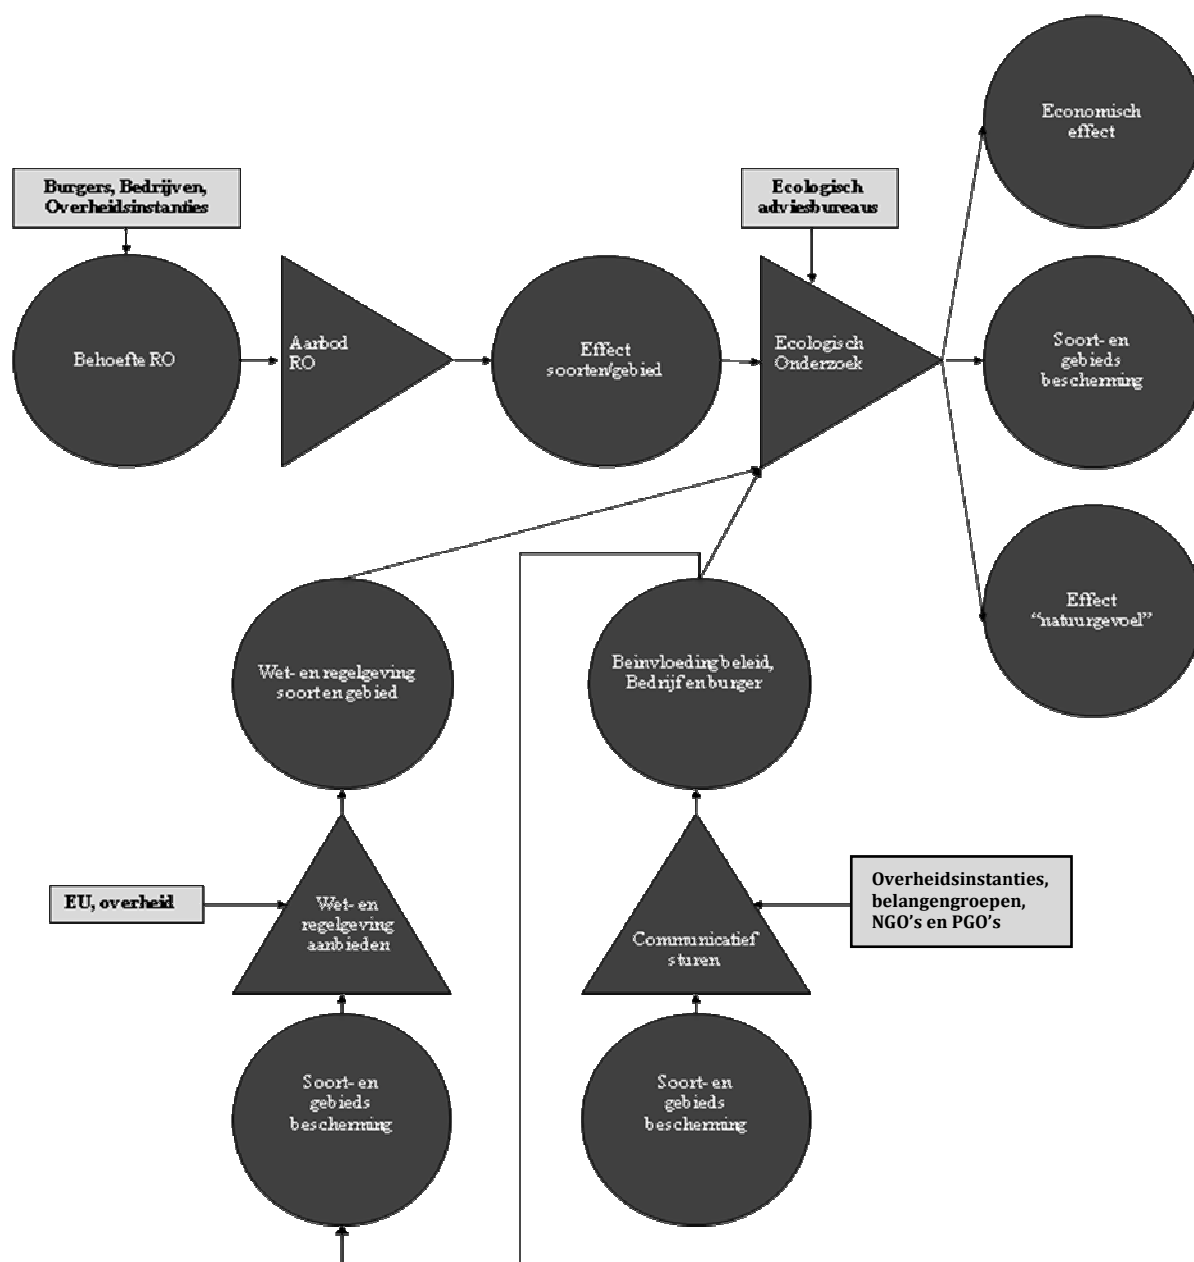 Economisch
effect
Burgers, Bedrijven,
Overheidsinstanties
Ecologisch
adviesbureaus
Behoefte RO
Aanbod
RO
Effect
soorten/gebied
Ecologisch
Onderzoek
Soort- en
gebieds
bescherming
Effect
“natuurgevoel”
Wet- en regelgeving
soort en gebied
Beinvloeding beleid,
Bedrijf en burger
EU, overheid
Wet- en
regelgeving
aanbieden
Communicatief
sturen
Overheidsinstanties,
belangengroepen,
NGO’s en PGO’s
Soort- en
gebieds
bescherming
Soort- en
gebieds
bescherming